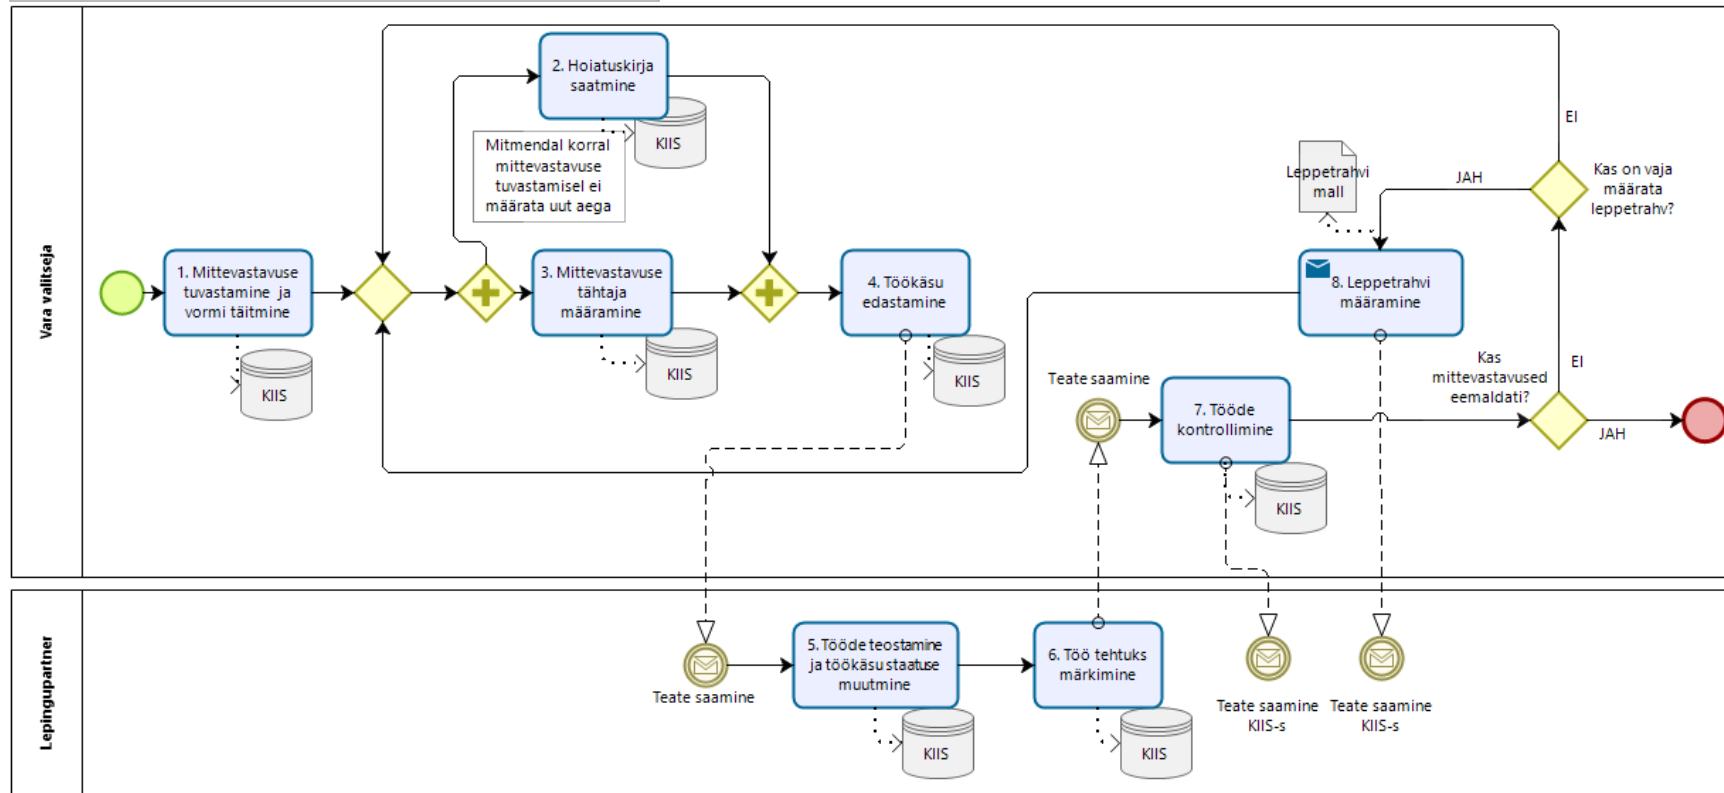 Vara valitseja
2. Hoiatuskirja
saatmine
KIIS
Mitmendal korral
mittevastavuse
tuvastamisel ei
määrata uut aega
1. Mittevastavuse
tuvastamine ja
vormi täitmine
KIIS
3. Mittevastavuse
tähtaja
määramine
KIIS
4. Töökäsu
edastamine
KIIS
EI
Kas on vaja
määrata
leppetrahv?
JAH
Leppetrahvi
mall
8. Leppetrahvi
määramine
Teate saamine
7. Tööde
kontrollimine
KIIS
Kas
mittevastavused
eemaldati?
EI
JAH
Lepingupartner
Teate saamine
5. Tööde teostamine
ja töökäsu staatuse
muutmine
KIIS
6. Töö tehtuks
märkimine
KIIS
Teate saamine
KIIS-s
Teate saamine
KIIS-s